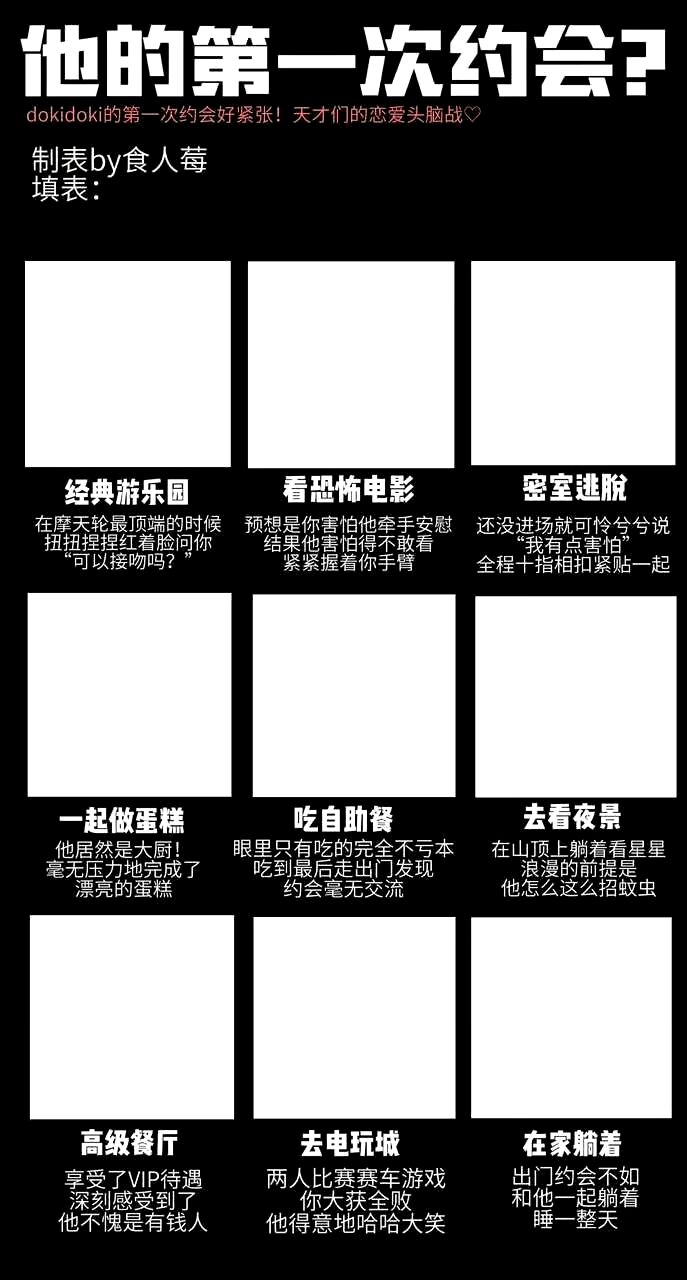 他的第一次约会?
dokidoki的第一次约会好紧张！天才们的恋爱头脑战♡
制表by食人莓
填表：
经典游乐园
在摩天轮最顶端的时候
扭扭捏捏红着脸问你
“可以接吻吗？”
看恐怖电影
预想是你害怕他牵手安慰
结果他害怕得不敢看
紧紧握着你手臂
密室逃脱
还没进场就可怜兮兮说
“我有点害怕”
全程十指相扣紧贴一起
一起做蛋糕
他居然是大厨！
毫无压力地完成了
漂亮的蛋糕
吃自助餐
眼里只有吃的完全不亏本
吃到最后走出门发现
约会毫无交流
去看夜景
在山顶上躺着看星星
浪漫的前提是
他怎么这么招蚊虫
高级餐厅
享受了VIP待遇
深刻感受到了
他不愧是有钱人
去电玩城
两人比赛赛车游戏
你大获全败
他得意地哈哈大笑
在家躺着
出门约会不如
和他一起躺着
睡一整天